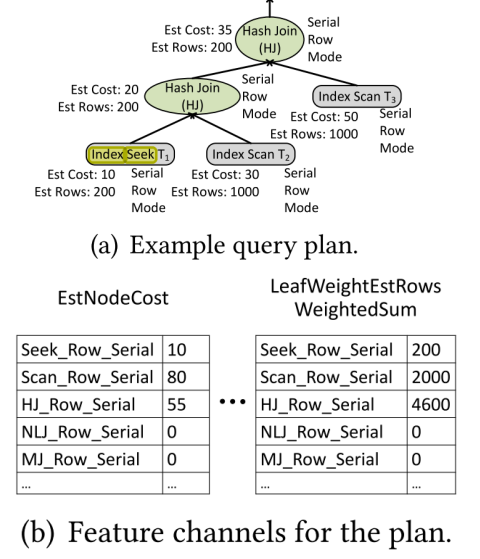 Est Cost: 35
Est Rows: 200
Hash Join
(HJ)
Serial
Row
Mode
Est Cost: 20
Est Rows: 200
Hash Join
(HJ)
Serial
Row
Mode
Index Scan T3
Est Cost: 50
Est Rows: 1000
Serial
Row
Mode
Index Seek T1
Est Cost: 10
Est Rows: 200
Serial
Row
Mode
Index Scan T2
Est Cost: 30
Est Rows: 1000
Serial
Row
Mode
(a) Example query plan.
EstNodeCost
Seek_Row_Serial 10
Scan_Row_Serial 80
HJ_Row_Serial 55
NLJ_Row_Serial 0
MJ_Row_Serial 0
... ...
...
LeafWeightEstRows
WeightedSum
Seek_Row_Serial 200
Scan_Row_Serial 2000
HJ_Row_Serial 4600
NLJ_Row_Serial 0
MJ_Row_Serial 0
... ...
(b) Feature channels for the plan.